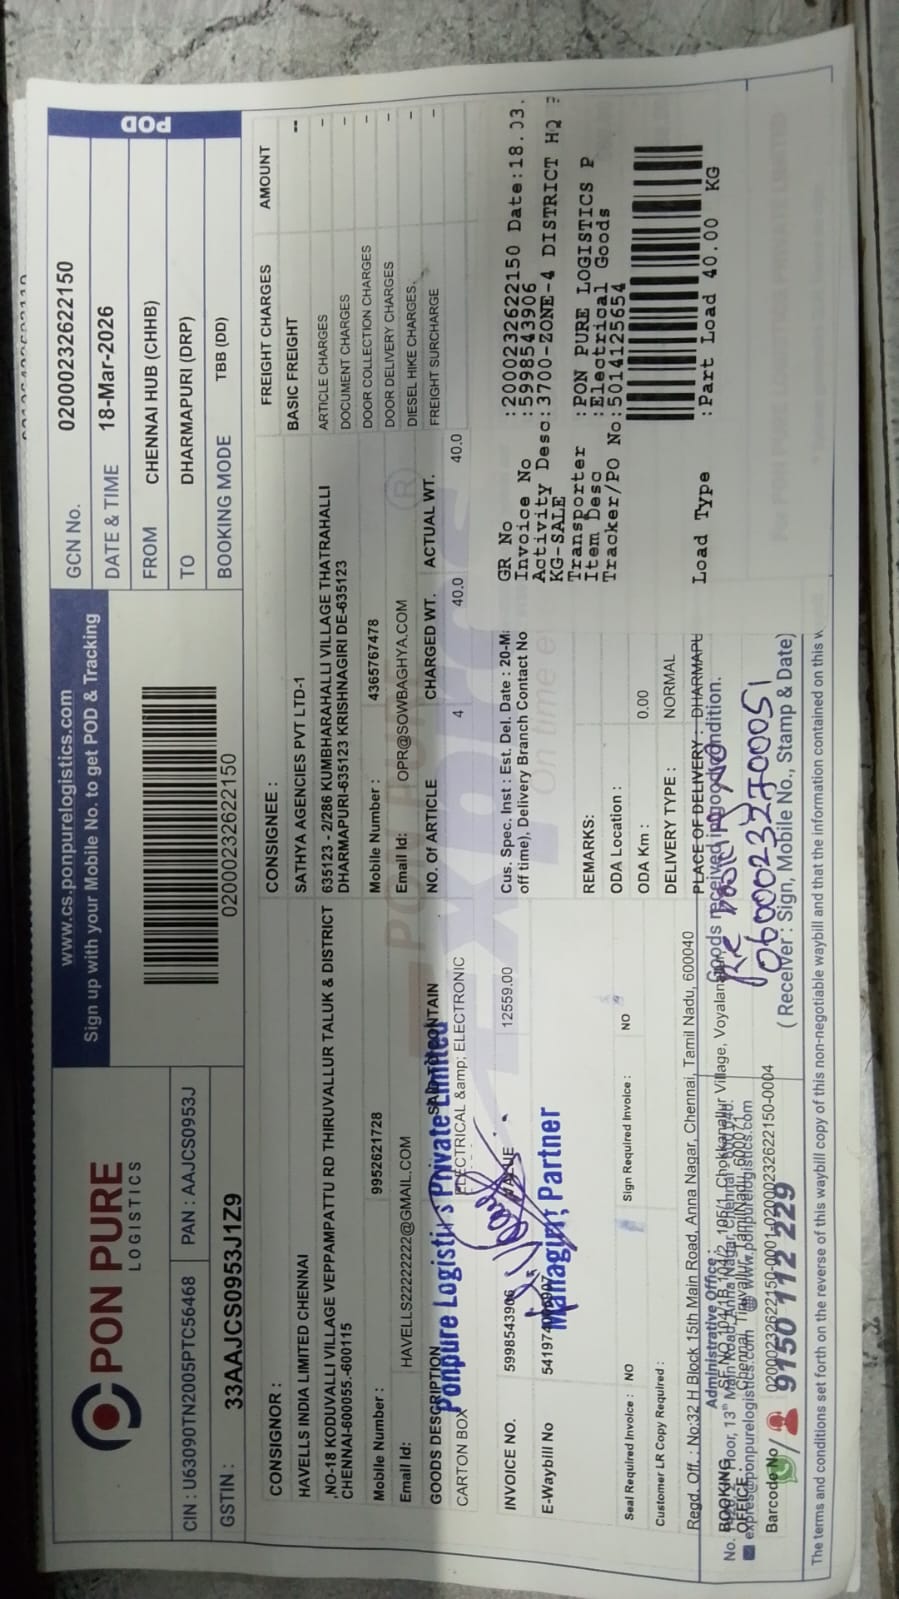 PON PURE
LOGISTICS
CIN : U63090TN2005PTC56468 PAN : AAJCS0953J
GSTIN : 33AAJCS0953J1Z9
www.cs.ponpurelogistics.com
Sign up with your Mobile No. to get POD & Tracking
0200023262​2150
GCN No. 02000232622150
DATE & TIME 18-Mar-2026
FROM CHENNAI HUB (CHHB)
TO DHARMAPURI (DRP)
BOOKING MODE TBB (DD)
POD
CONSIGNOR :
HAVELLS INDIA LIMITED CHENNAI
,NO-18 KODUVALLI VILLAGE VEPPAMPATTU RD THIRUVALLUR TALUK & DISTRICT
CHENNAI-600055.-600115
Mobile Number : 9952621728
Email Id: HAVELLS22222222@GMAIL.COM
CONSIGNEE :
SATHYA AGENCIES PVT LTD-1
635123 - 2/286 KUMBHARAHALLI VILLAGE THATRAHALLI
DHARMAPURI-635123 KRISHNAGIRI DE-635123
Mobile Number : 4365767478
Email Id: OPR@SOWBAGHYA.COM
FREIGHT CHARGES AMOUNT
BASIC FREIGHT --
ARTICLE CHARGES -
DOCUMENT CHARGES -
DOOR COLLECTION CHARGES -
DOOR DELIVERY CHARGES -
DIESEL HIKE CHARGES. -
FREIGHT SURCHARGE -
GOODS DESCRIPTION SAID TO CONTAIN NO. Of ARTICLE CHARGED WT. ACTUAL WT.
CARTON BOX ELECTRICAL &amp; ELECTRONIC 4 40.0 40.0
Ponpure Logistics Private Limited
Managing Partner
INVOICE NO. 5998543906 VALUE : 12559.00
E-Waybill No
Cus. Spec. Inst : Est. Del. Date : 20-Ma
off time), Delivery Branch Contact No
GR No :2000232622150 Date:18.03.
Invoice No :5998543906
Activity Desc:3700-ZONE-4 DISTRICT HQ
KG-SALE
Transporter :PON PURE LOGISTICS P
Item Desc :Electrical Goods
Tracker/PO No:5014125654
Load Type :Part Load 40.00 KG
Seal Required Invoice : NO Sign Required Invoice : NO
Customer LR Copy Required :
REMARKS:
ODA Location :
ODA Km : 0.00
DELIVERY TYPE : NORMAL
PLACE OF DELIVERY : DHARMAPU
Regd. Off. : No:32 H Block 15th Main Road, Anna Nagar, Chennai, Tamil Nadu, 600040
Administrative Office :
BOOKING OFFICE
Goods received in good condition.
060002327000​51
( Receiver : Sign, Mobile No., Stamp & Date)
Barcode No 02000232622150-0001,02000232622150-0004
9150 112 229
The terms and conditions set forth on the reverse of this waybill copy of this non-negotiable waybill and that the information contained on this w